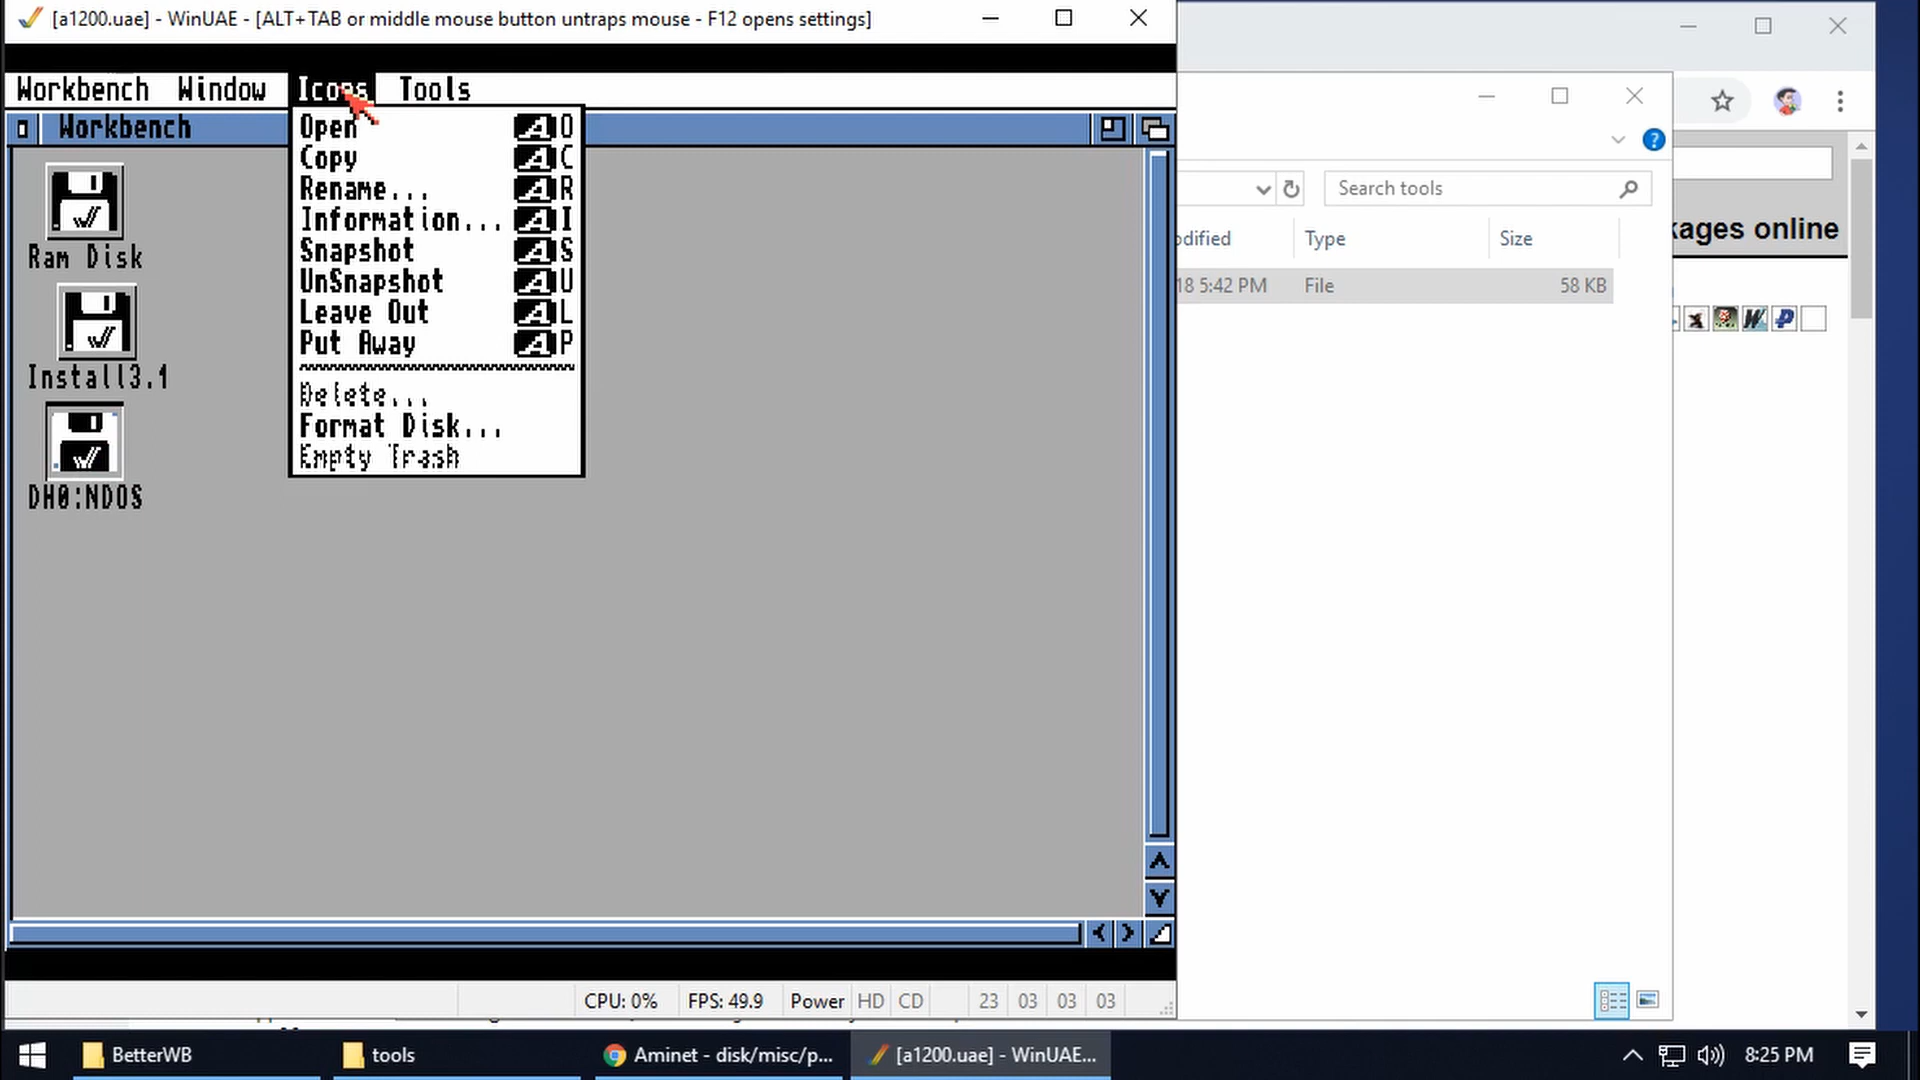 [a1200.uae] - WinUAE - [ALT+TAB or middle mouse button untraps mouse - F12 opens settings]
Workbench Window Icons Tools
Workbench
Open A O
Copy A C
Rename... A R
Information... A I
Snapshot A S
UnSnapshot A U
Leave Out A L
Put Away A P
Delete...
Format Disk...
Empty Trash
Ram Disk
Install3.1
DH0:NDOS
Search tools
odified Type Size
18 5:42 PM File 58 KB
kages online
CPU: 0% FPS: 49.9 Power HD CD 23 03 03 03
BetterWB tools Aminet - disk/misc/p... [a1200.uae] - WinUAE... 8:25 PM